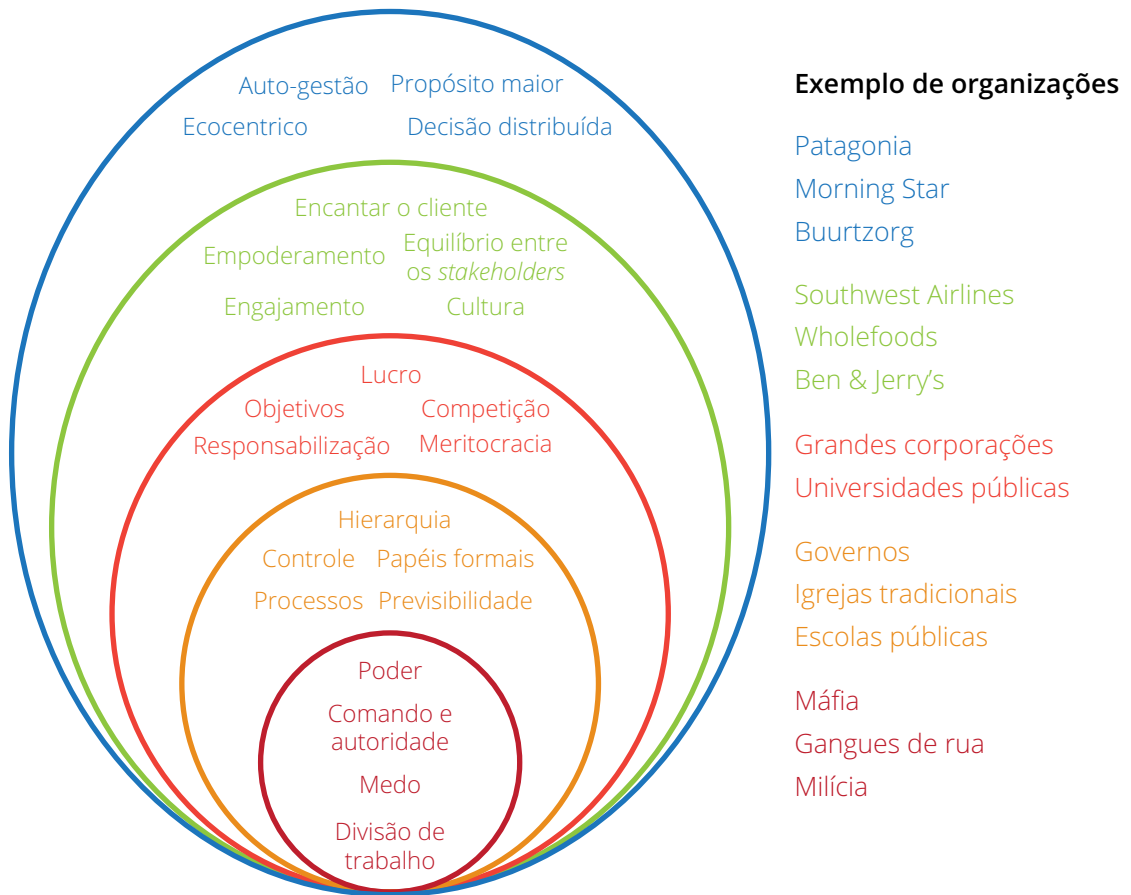 Auto-gestão Propósito maior
Ecocentrico Decisão distribuída
Encantar o cliente
Empoderamento
Equilíbrio entre
os stakeholders
Engajamento Cultura
Lucro
Objetivos Competição
Responsabilização Meritocracia
Hierarquia
Controle Papéis formais
Processos Previsibilidade
Poder
Comando e
autoridade
Medo
Divisão de
trabalho
Exemplo de organizações
Patagonia
Morning Star
Buurtzorg
Southwest Airlines
Wholefoods
Ben & Jerry’s
Grandes corporações
Universidades públicas
Governos
Igrejas tradicionais
Escolas públicas
Máfia
Gangues de rua
Milícia